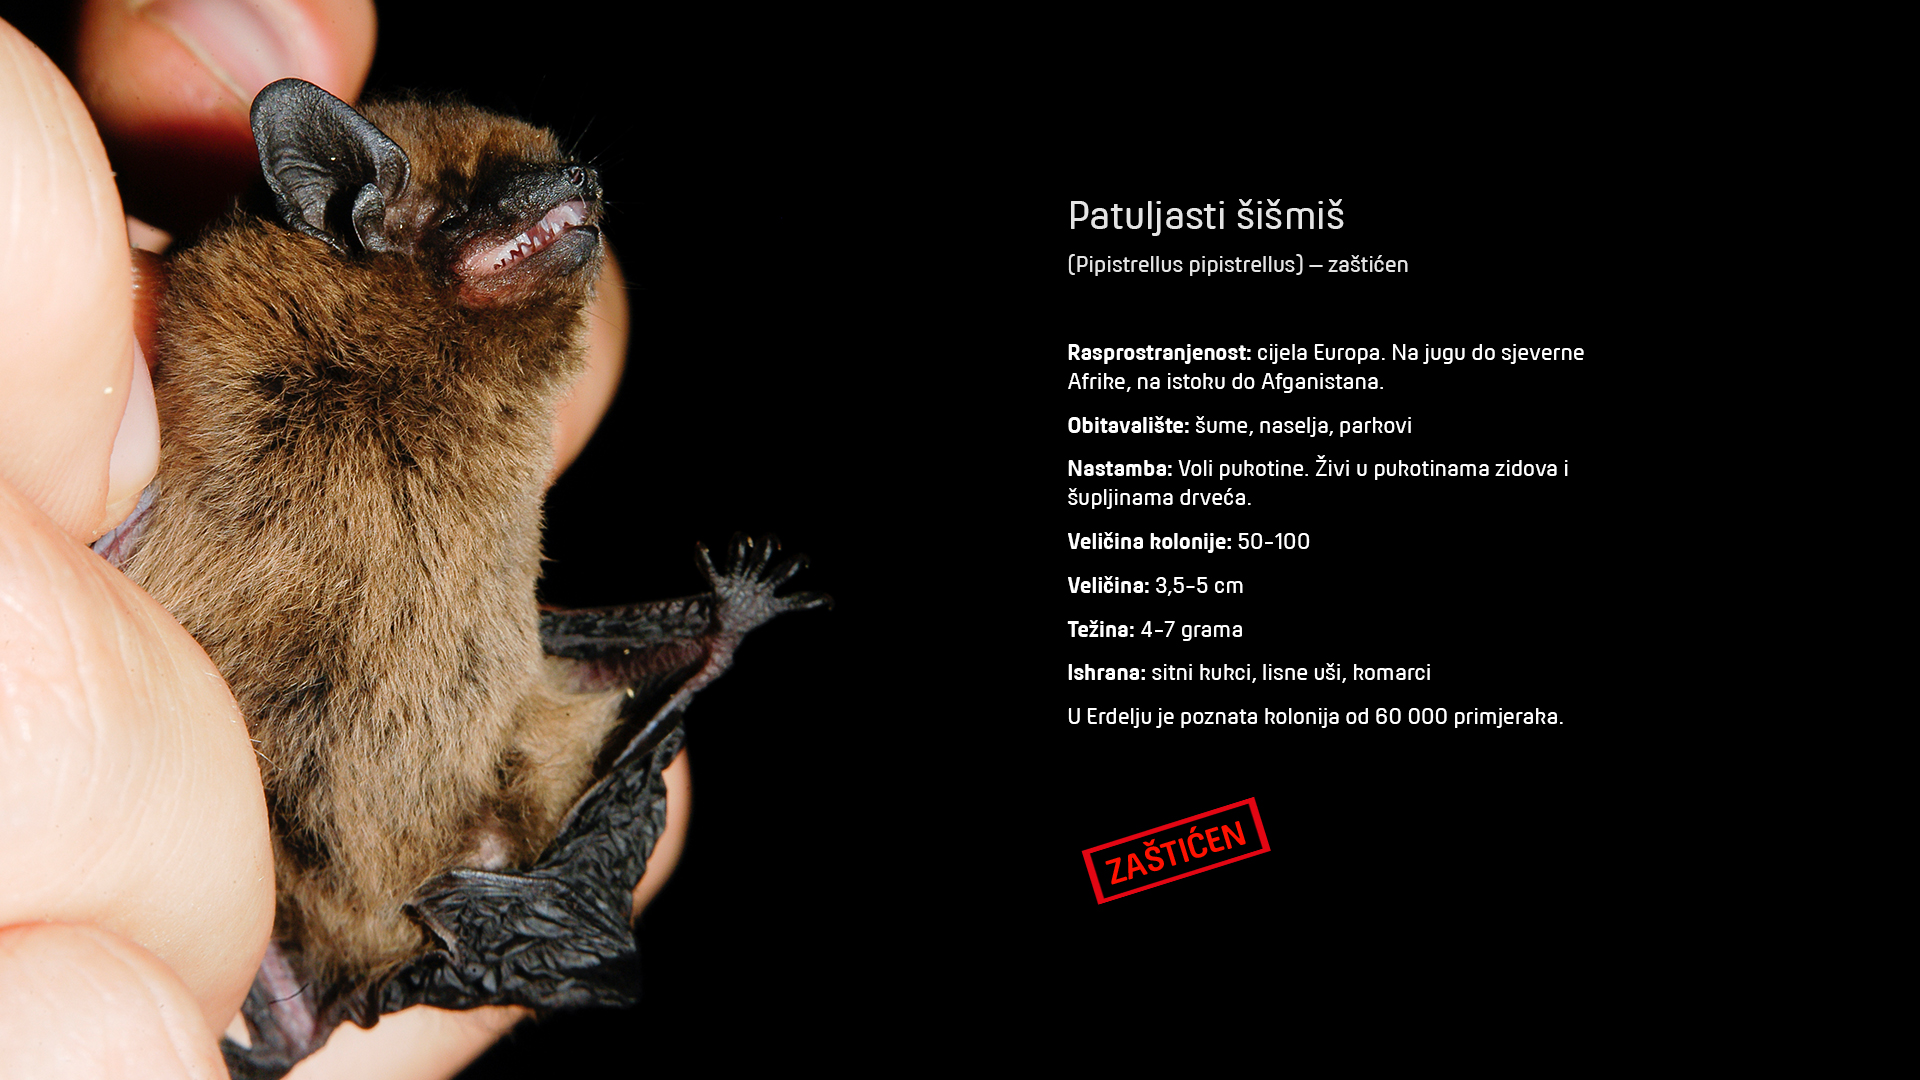 Patuljasti šišmiš
(Pipistrellus pipistrellus) – zaštićen
Rasprostranjenost: cijela Europa. Na jugu do sjeverne
Afrike, na istoku do Afganistana.
Obitavalište: šume, naselja, parkovi
Nastamba: Voli pukotine. Živi u pukotinama zidova i
šupljinama drveća.
Veličina kolonije: 50-100
Veličina: 3,5-5 cm
Težina: 4-7 grama
Ishrana: sitni kukci, lisne uši, komarci
U Erdelju je poznata kolonija od 60 000 primjeraka.
ZAŠTIĆEN